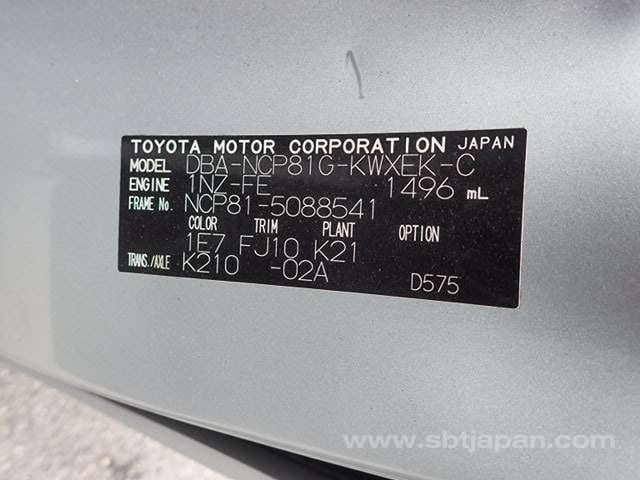 TOYOTA MOTOR CORPORATION JAPAN
MODEL DBA-NCP81G-KWXEK-C
ENGINE 1NZ-FE 1496 mL
FRAME No. NCP81-5088541
COLOR TRIM PLANT OPTION
1E7 FJ10 K21
TRANS./AXLE K210 -02A
D575
www.sbtjapan.com